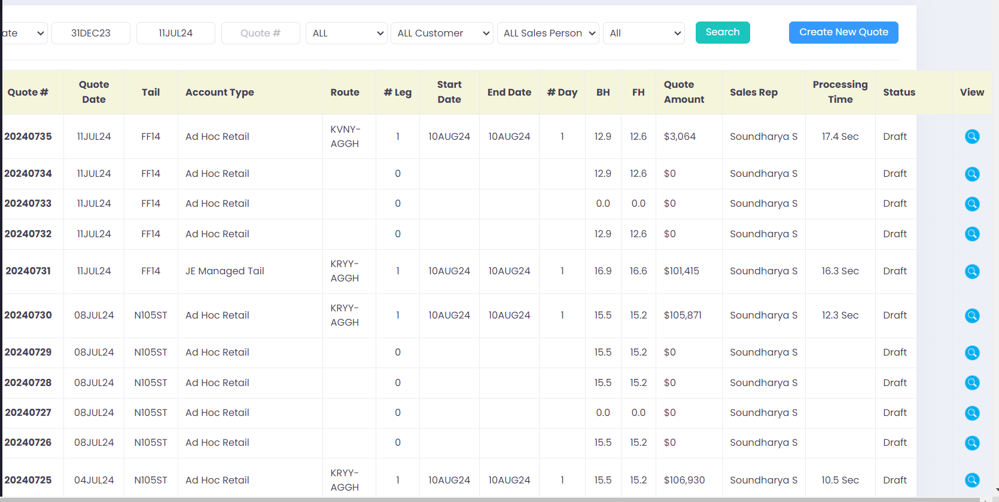 ate 31DEC23 11JUL24 Quote # ALL ALL Customer ALL Sales Person All Search Create New Quote
Quote # Quote Date Tail Account Type Route # Leg Start Date End Date # Day BH FH Quote Amount Sales Rep Processing Time Status View
20240735 11JUL24 FF14 Ad Hoc Retail KVNY-AGGH 1 10AUG24 10AUG24 1 12.9 12.6 $3,064 Soundharya S 17.4 Sec Draft
20240734 11JUL24 FF14 Ad Hoc Retail 0 12.9 12.6 $0 Soundharya S Draft
20240733 11JUL24 FF14 Ad Hoc Retail 0 0.0 0.0 $0 Soundharya S Draft
20240732 11JUL24 FF14 Ad Hoc Retail 0 12.9 12.6 $0 Soundharya S Draft
20240731 11JUL24 FF14 JE Managed Tail KRYY-AGGH 1 10AUG24 10AUG24 1 16.9 16.6 $101,415 Soundharya S 16.3 Sec Draft
20240730 08JUL24 N105ST Ad Hoc Retail KRYY-AGGH 1 10AUG24 10AUG24 1 15.5 15.2 $105,871 Soundharya S 12.3 Sec Draft
20240729 08JUL24 N105ST Ad Hoc Retail 0 15.5 15.2 $0 Soundharya S Draft
20240728 08JUL24 N105ST Ad Hoc Retail 0 15.5 15.2 $0 Soundharya S Draft
20240727 08JUL24 N105ST Ad Hoc Retail 0 0.0 0.0 $0 Soundharya S Draft
20240726 08JUL24 N105ST Ad Hoc Retail 0 15.5 15.2 $0 Soundharya S Draft
20240725 04JUL24 N105ST Ad Hoc Retail KRYY-AGGH 1 10AUG24 10AUG24 1 15.5 15.2 $106,930 Soundharya S 10.5 Sec Draft